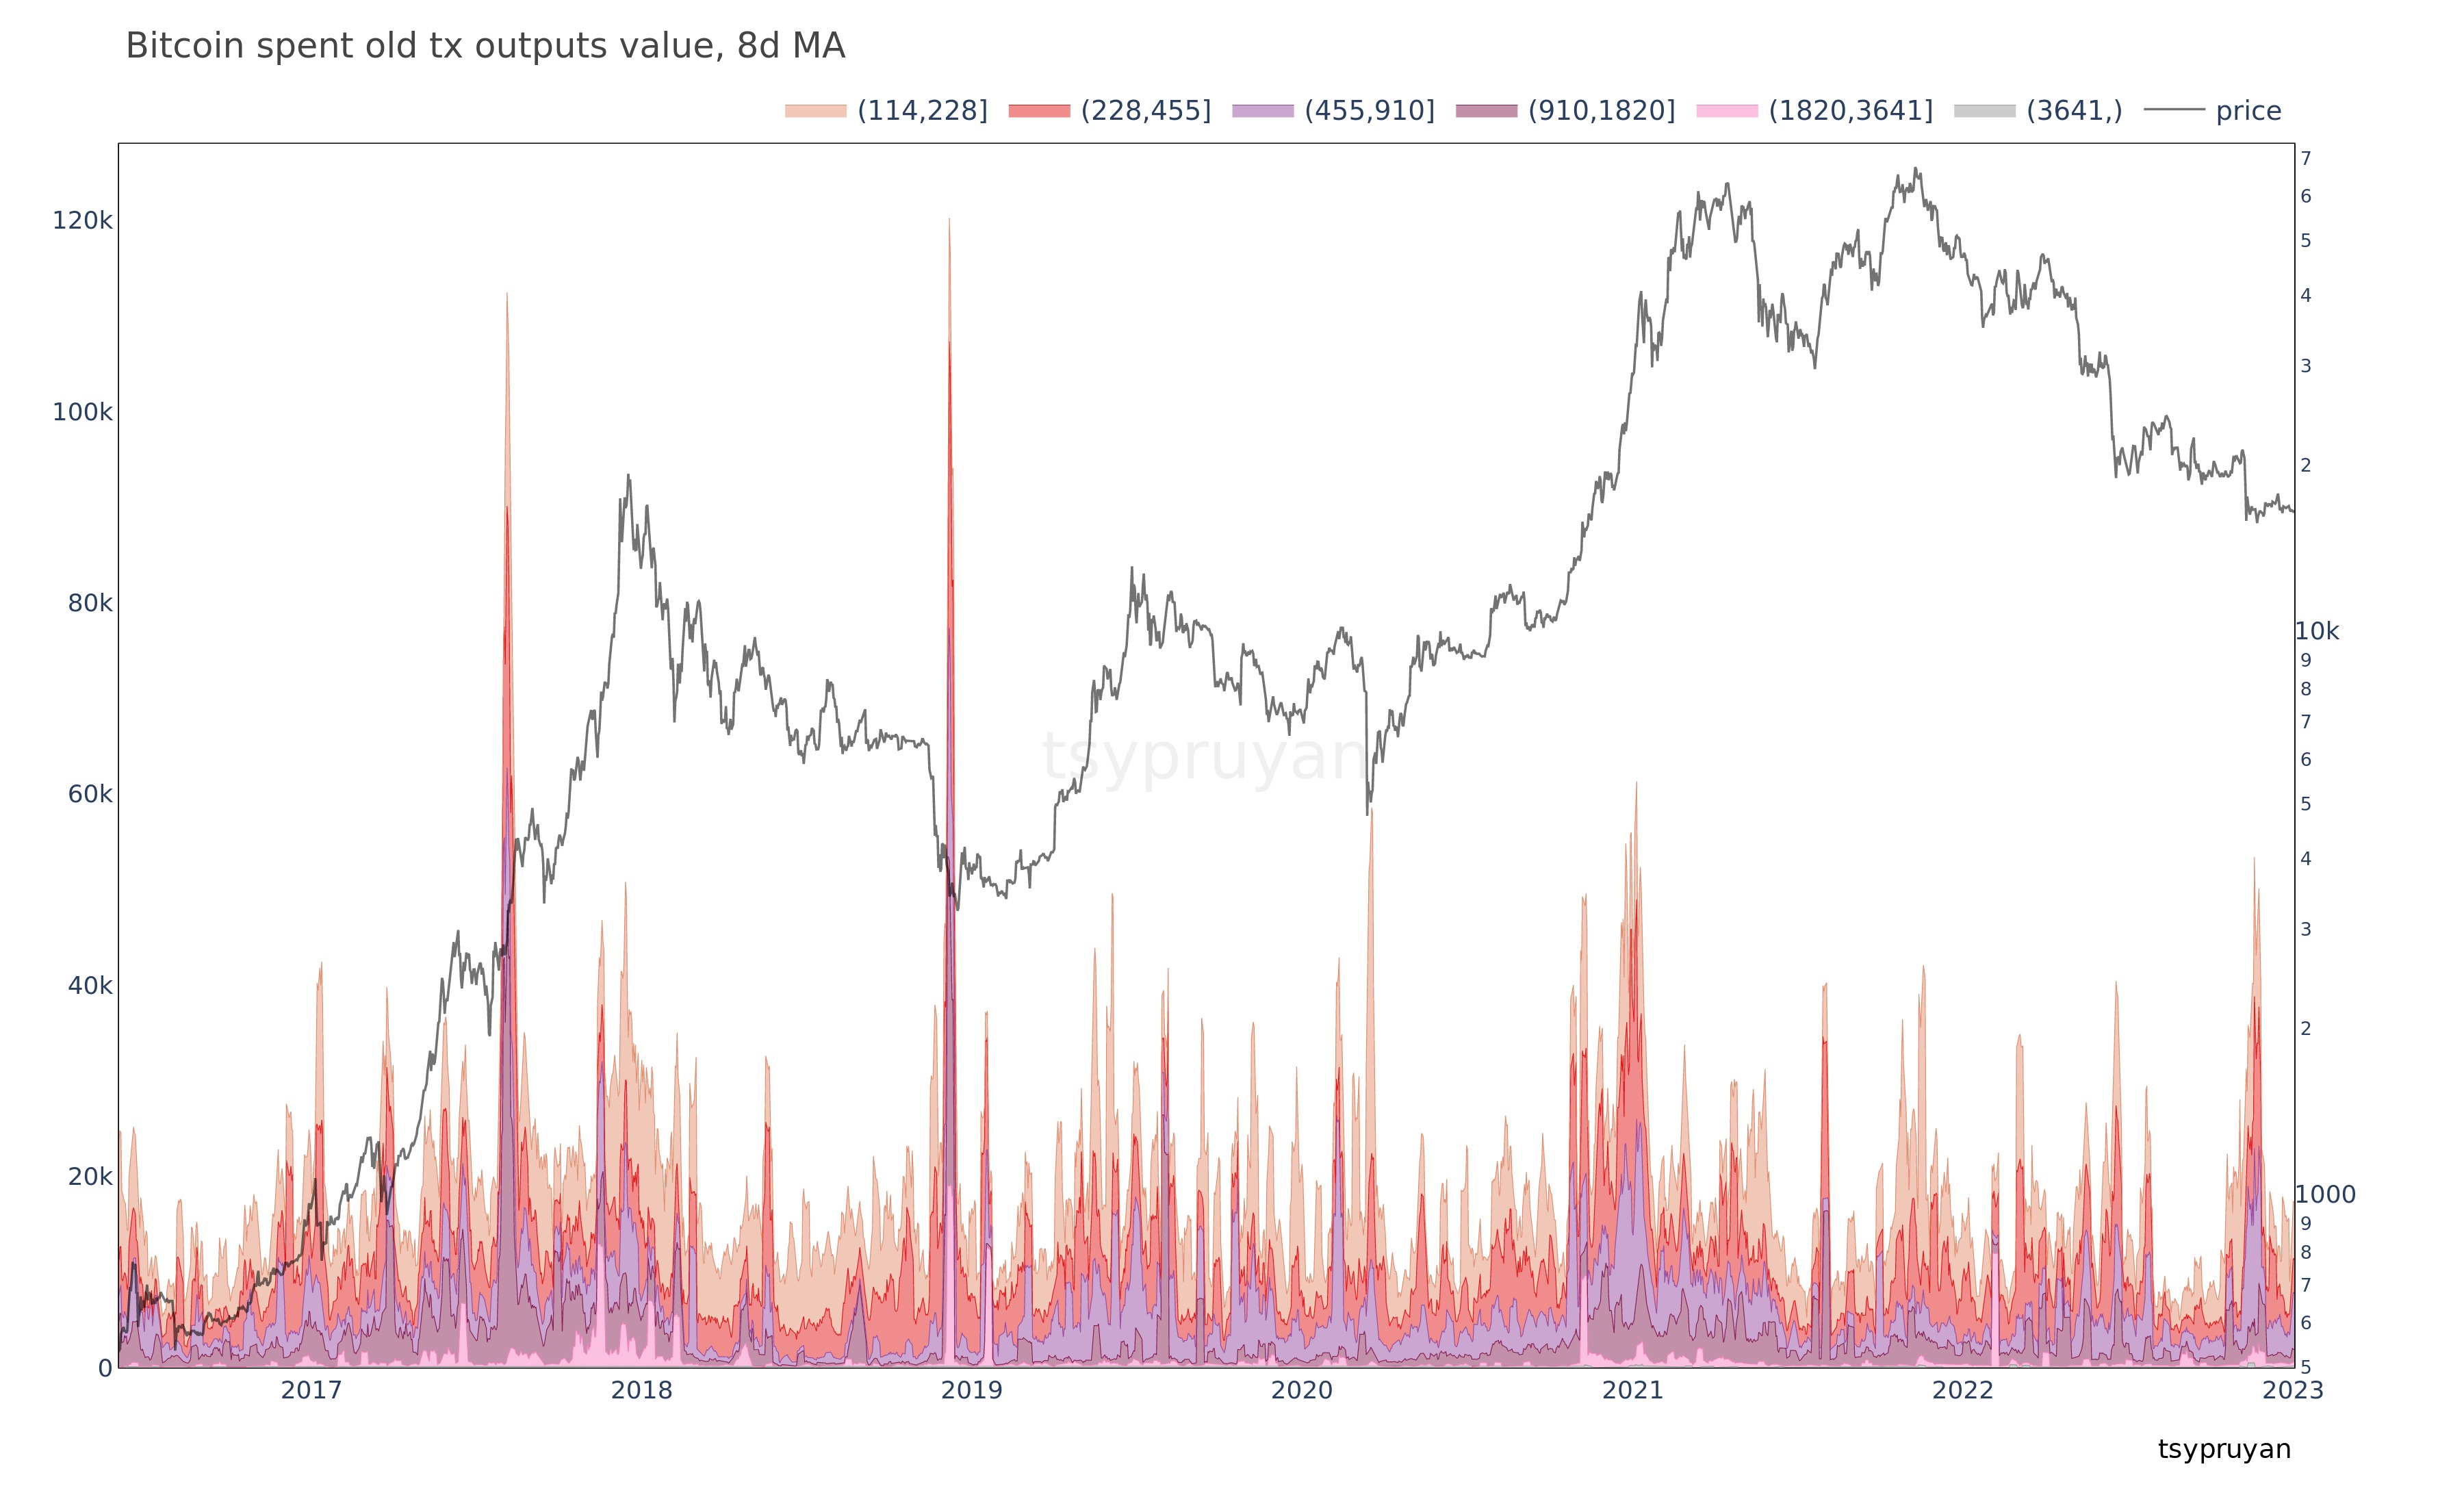 Bitcoin spent old tx outputs value, 8d MA
(114,228] (228,455] (455,910] (910,1820] (1820,3641] (3641,) price
120k
100k
80k
60k
40k
20k
0
7
6
5
4
3
2
10k
9
8
7
6
5
4
3
2
1000
9
8
7
6
5
tsypruyan
2017 2018 2019 2020 2021 2022 2023
tsypruyan